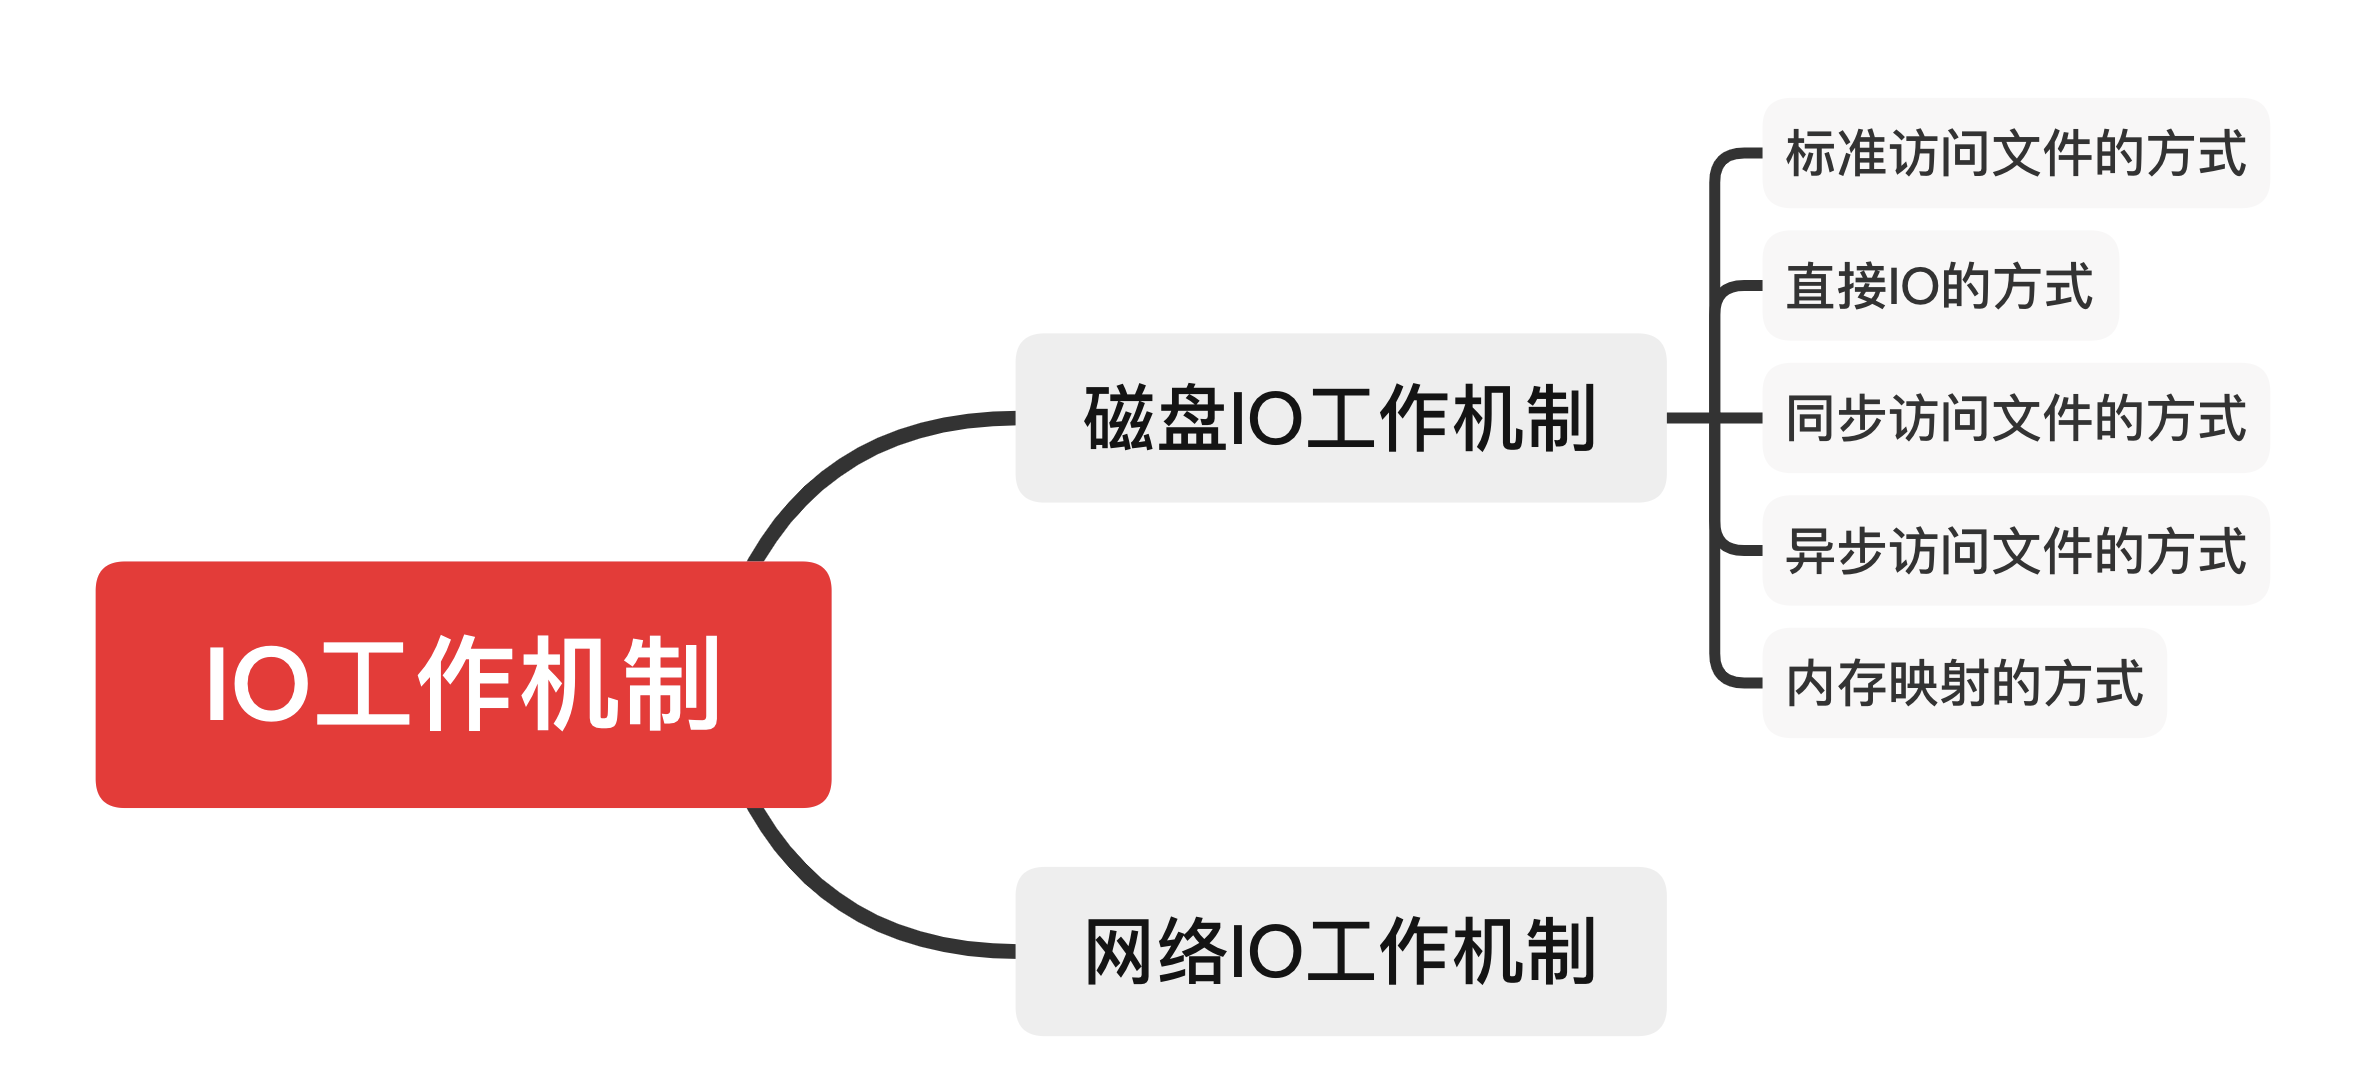 IO工作机制
磁盘IO工作机制
标准访问文件的方式
直接IO的方式
同步访问文件的方式
异步访问文件的方式
内存映射的方式
网络IO工作机制